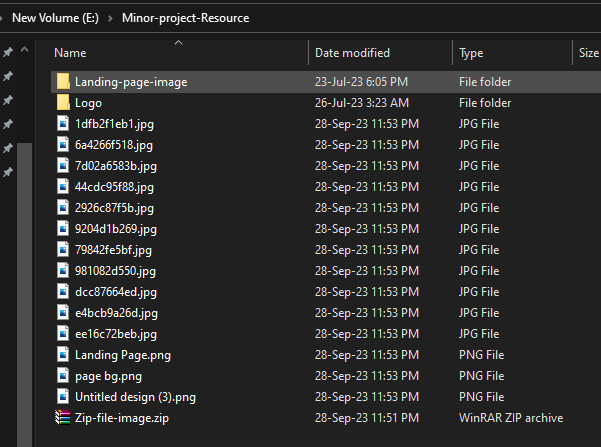 New Volume (E:) > Minor-project-Resource
Name Date modified Type Size
Landing-page-image 23-Jul-23 6:05 PM File folder
Logo 26-Jul-23 3:23 AM File folder
1dfb2f1eb1.jpg 28-Sep-23 11:53 PM JPG File
6a4266f518.jpg 28-Sep-23 11:53 PM JPG File
7d02a6583b.jpg 28-Sep-23 11:53 PM JPG File
44cdc95f88.jpg 28-Sep-23 11:53 PM JPG File
2926c87f5b.jpg 28-Sep-23 11:53 PM JPG File
9204d1b269.jpg 28-Sep-23 11:53 PM JPG File
79842fe5bf.jpg 28-Sep-23 11:53 PM JPG File
981082d550.jpg 28-Sep-23 11:53 PM JPG File
dcc87664ed.jpg 28-Sep-23 11:53 PM JPG File
e4bcb9a26d.jpg 28-Sep-23 11:53 PM JPG File
ee16c72beb.jpg 28-Sep-23 11:53 PM JPG File
Landing Page.png 28-Sep-23 11:53 PM PNG File
page bg.png 28-Sep-23 11:53 PM PNG File
Untitled design (3).png 28-Sep-23 11:53 PM PNG File
Zip-file-image.zip 28-Sep-23 11:51 PM WinRAR ZIP archive